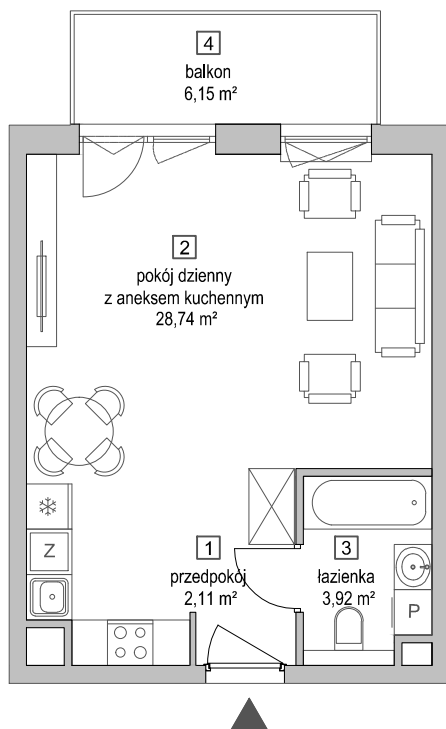 4
balkon
6,15 m²
2
pokój dzienny
z aneksem kuchennym
28,74 m²
Z
1
przedpokój
2,11 m²
3
łazienka
3,92 m²
P